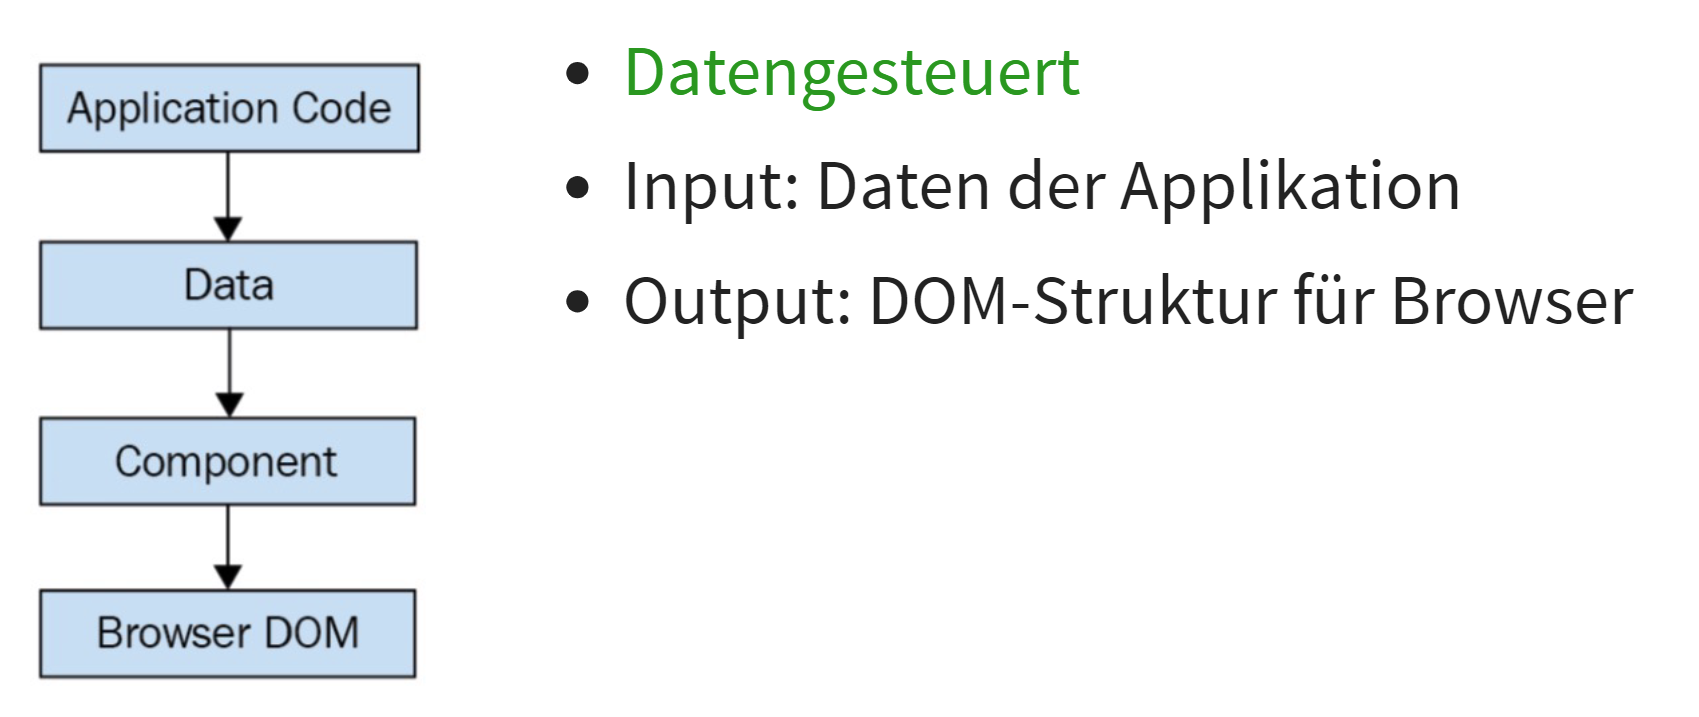 Application Code
Data
Component
Browser DOM
• Datengesteuert
• Input: Daten der Applikation
• Output: DOM-Struktur für Browser